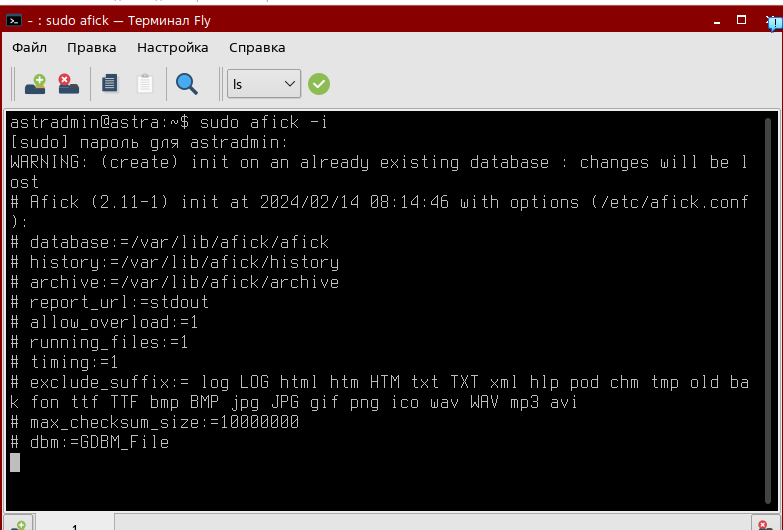 - : sudo afick — Терминал Fly
Файл Правка Настройка Справка
ls
astradmin@astra:~$ sudo afick -i
[sudo] пароль для astradmin:
WARNING: (create) init on an already existing database : changes will be l
ost
# Afick (2.11-1) init at 2024/02/14 08:14:46 with options (/etc/afick.conf
):
# database:=/var/lib/afick/afick
# history:=/var/lib/afick/history
# archive:=/var/lib/afick/archive
# report_url:=stdout
# allow_overload:=1
# running_files:=1
# timing:=1
# exclude_suffix:= log LOG html htm HTM txt TXT xml hlp pod chm tmp old ba
k fon ttf TTF bmp BMP jpg JPG gif png ico wav WAV mp3 avi
# max_checksum_size:=10000000
# dbm:=GDBM_File
1